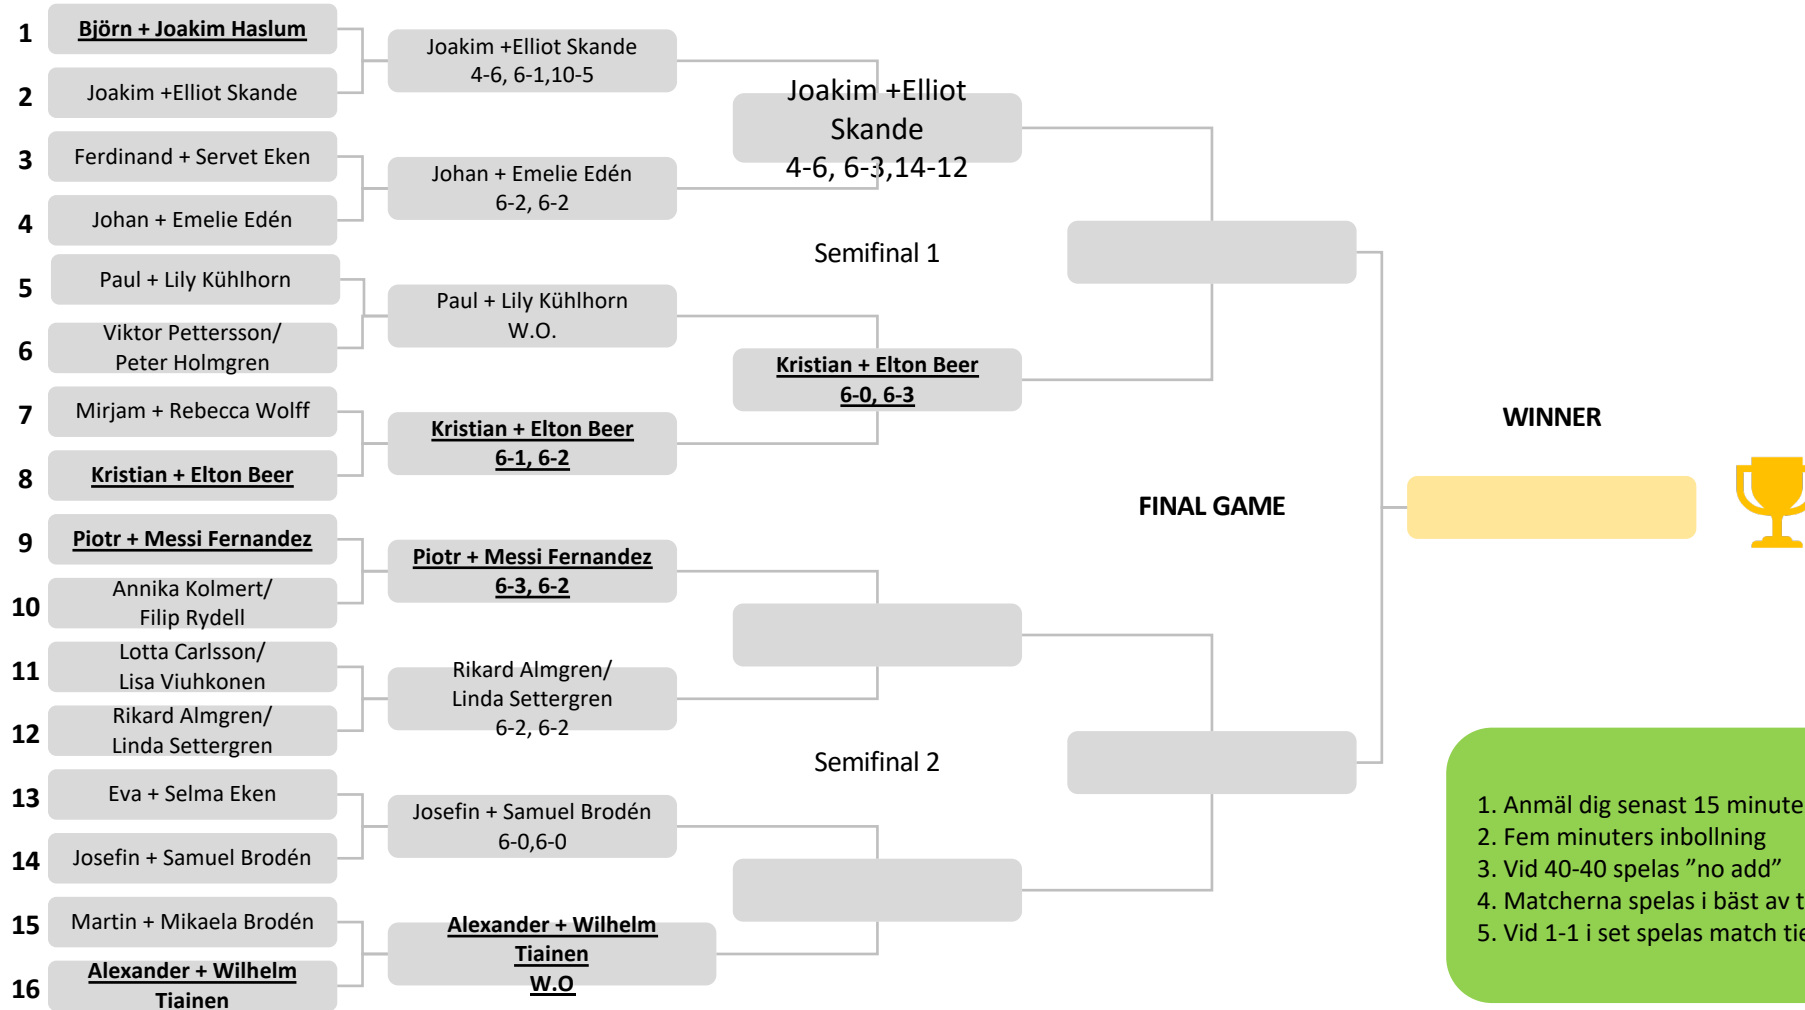 1
Björn + Joakim Haslum
2
Joakim +Elliot Skande
3
Ferdinand + Servet Eken
4
Johan + Emelie Edén
5
Paul + Lily Kühlhorn
6
Viktor Pettersson/
Peter Holmgren
7
Mirjam + Rebecca Wolff
8
Kristian + Elton Beer
9
Piotr + Messi Fernandez
10
Annika Kolmert/
Filip Rydell
11
Lotta Carlsson/
Lisa Viuhkonen
12
Rikard Almgren/
Linda Settergren
13
Eva + Selma Eken
14
Josefin + Samuel Brodén
15
Martin + Mikaela Brodén
16
Alexander + Wilhelm
Tiainen
Joakim +Elliot Skande
4-6, 6-1,10-5
Johan + Emelie Edén
6-2, 6-2
Paul + Lily Kühlhorn
W.O.
Kristian + Elton Beer
6-1, 6-2
Piotr + Messi Fernandez
6-3, 6-2
Rikard Almgren/
Linda Settergren
6-2, 6-2
Josefin + Samuel Brodén
6-0,6-0
Alexander + Wilhelm
Tiainen
W.O
Joakim +Elliot
Skande
4-6, 6-3,14-12
Semifinal 1
Kristian + Elton Beer
6-0, 6-3
Semifinal 2
FINAL GAME
WINNER
1. Anmäl dig senast 15 minute
2. Fem minuters inbollning
3. Vid 40-40 spelas ”no add”
4. Matcherna spelas i bäst av t
5. Vid 1-1 i set spelas match tie